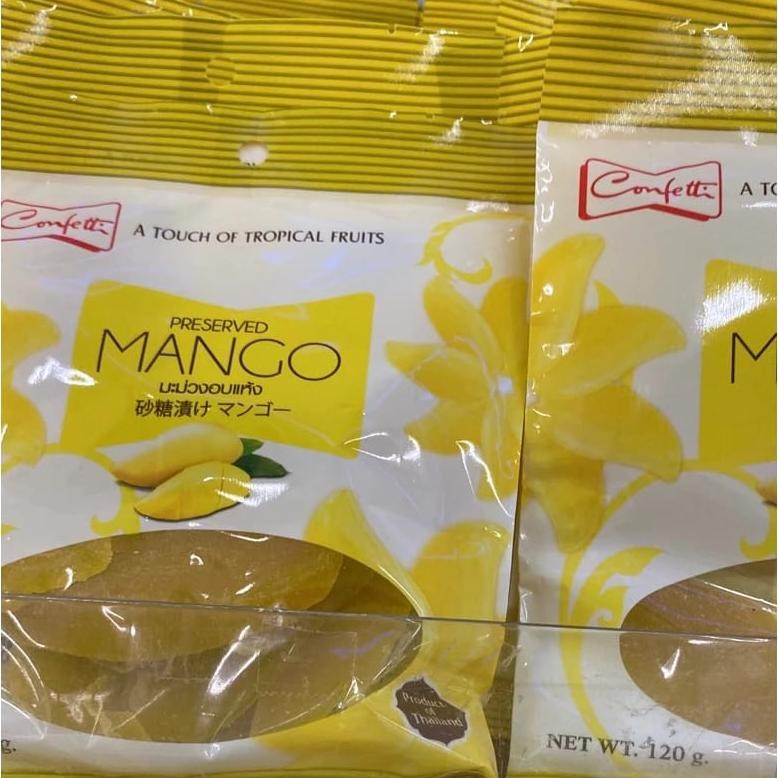 Confetti
A TOUCH OF TROPICAL FRUITS
PRESERVED
MANGO
มะม่วงอบแห้ง
砂糖漬け マンゴー
Product
of
Thailand
g.
Confetti
A TO
M
NET WT. 120 g.